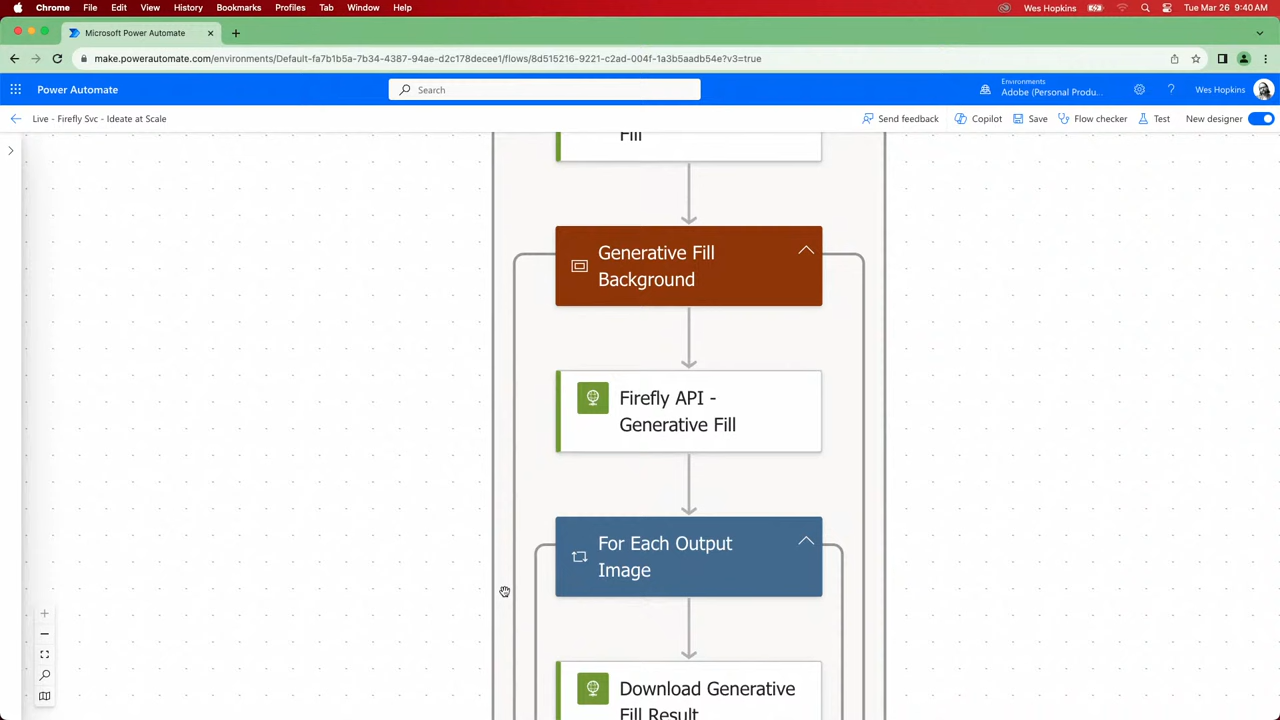 Chrome File Edit View History Bookmarks Profiles Tab Window Help Wes Hopkins Tue Mar 26 9:40 AM
Microsoft Power Automate
make.powerautomate.com/environments/Default-fa7b1b5a-7b34-4387-94ae-d2c178decee1/flows/8d515216-9221-c2ad-004f-1a3b5aadb54e?v3=true
Power Automate Search Environments Wes Hopkins
Adobe (Personal Produ...
Live - Firefly Svc - Ideate at Scale Send feedback Copilot Save Flow checker Test New designer
Fill
Generative Fill
Background
Firefly API -
Generative Fill
For Each Output
Image
Download Generative
Fill Result